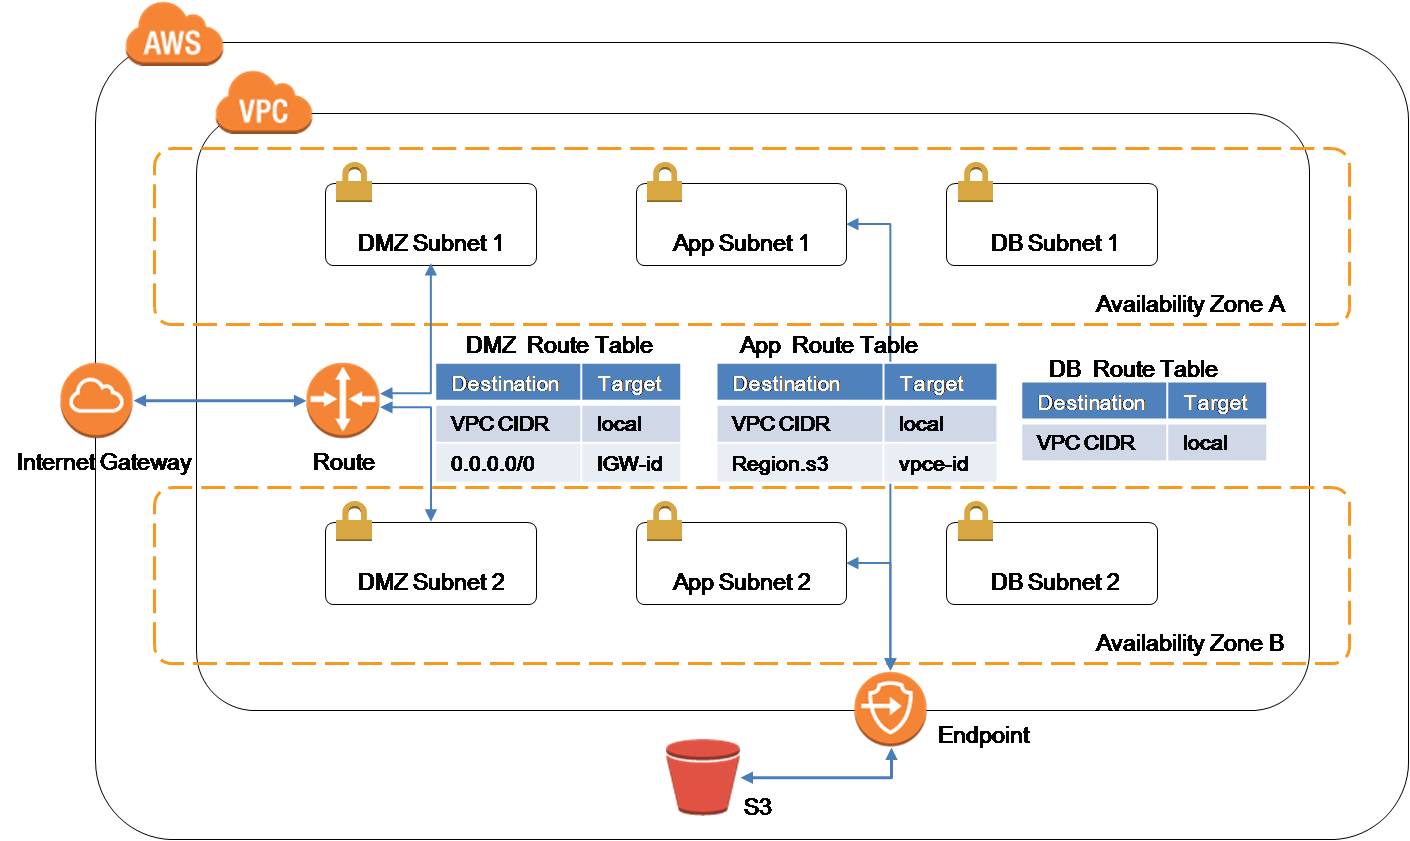 AWS
VPC
DMZ Subnet 1
App Subnet 1
DB Subnet 1
Availability Zone A
DMZ Route Table
Destination Target
VPC CIDR local
0.0.0.0/0 IGW-id
App Route Table
Destination Target
VPC CIDR local
Region.s3 vpce-id
DB Route Table
Destination Target
VPC CIDR local
Internet Gateway
Route
DMZ Subnet 2
App Subnet 2
DB Subnet 2
Availability Zone B
Endpoint
S3